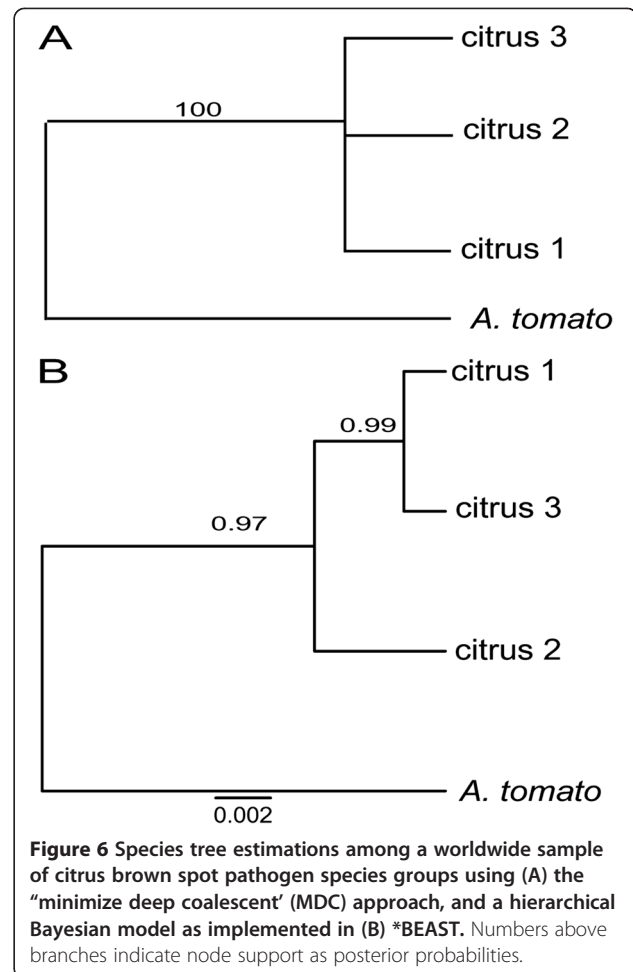 A
citrus 3
100
citrus 2
citrus 1
A. tomato
B
citrus 1
0.99
citrus 3
0.97
citrus 2
A. tomato
0.002
Figure 6 Species tree estimations among a worldwide sample
of citrus brown spot pathogen species groups using (A) the
“minimize deep coalescent’ (MDC) approach, and a hierarchical
Bayesian model as implemented in (B) *BEAST. Numbers above
branches indicate node support as posterior probabilities.